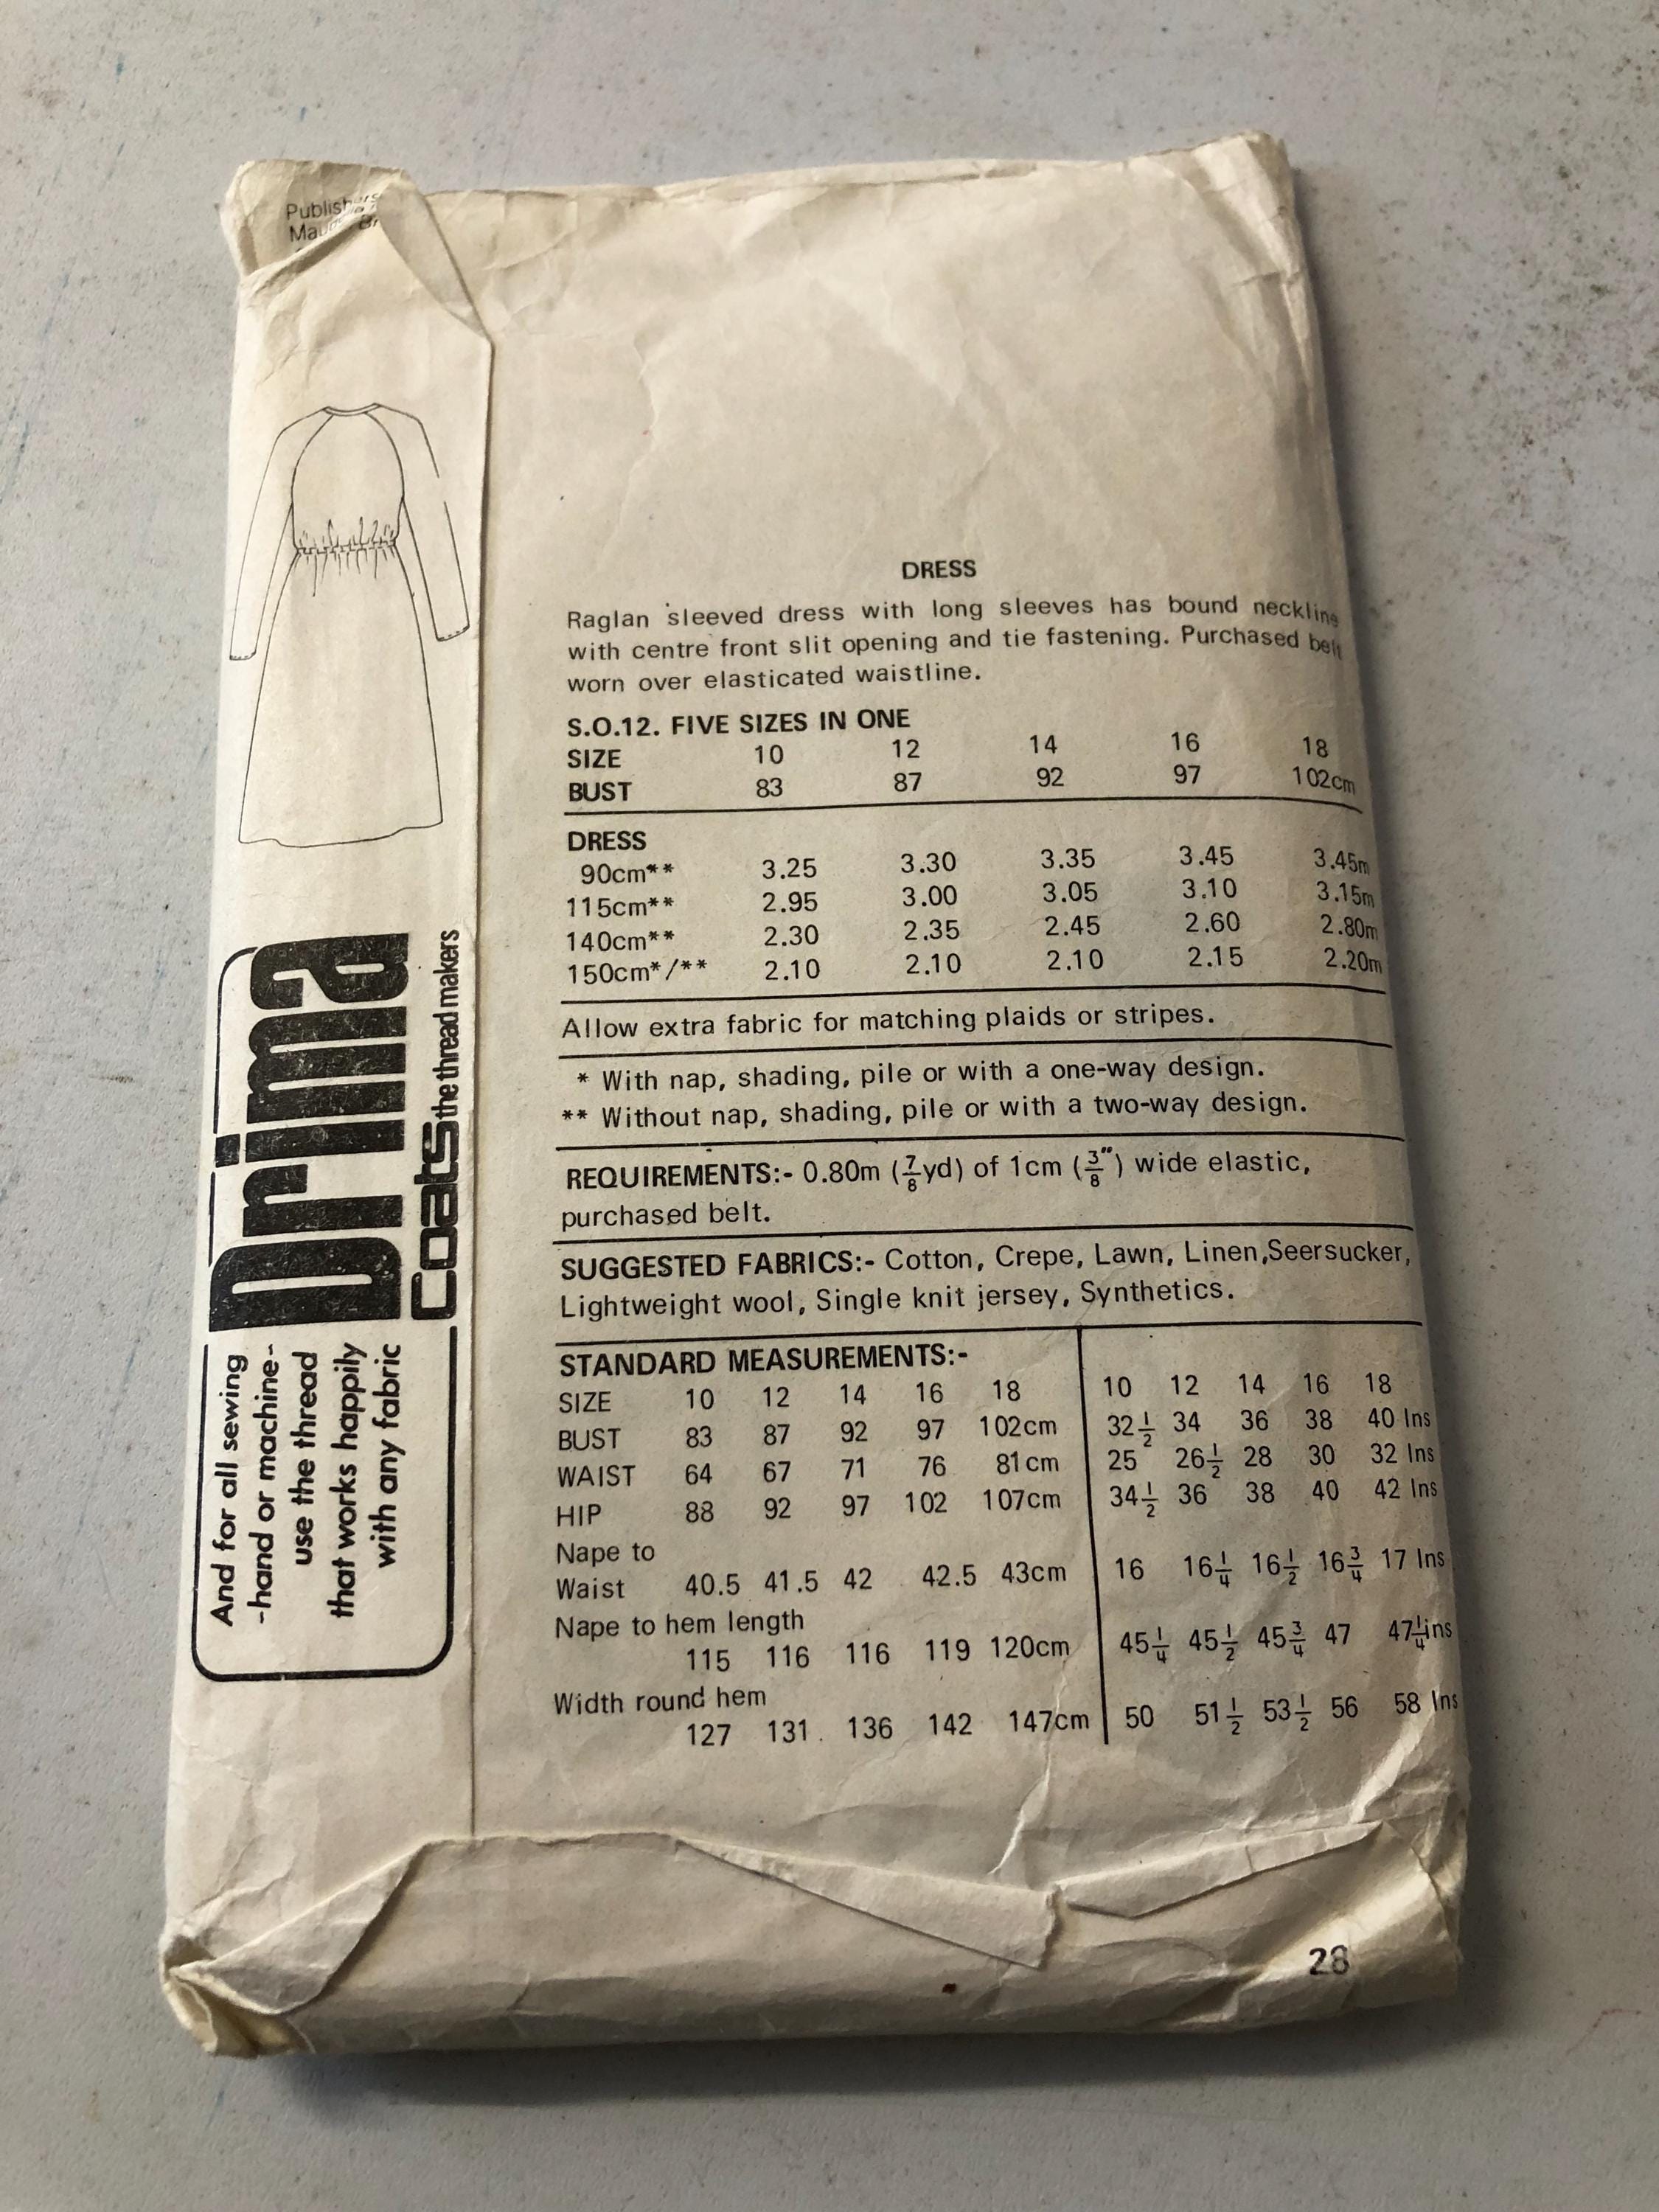 DRESS
Raglan sleeved dress with long sleeves has bound neckline
with centre front slit opening and tie fastening. Purchased belt
worn over elasticated waistline.
S.O.12. FIVE SIZES IN ONE
SIZE 10 12 14 16 18
BUST 83 87 92 97 102cm
DRESS
90cm** 3.25 3.30 3.35 3.45 3.45m
115cm** 2.95 3.00 3.05 3.10 3.15m
140cm** 2.30 2.35 2.45 2.60 2.80m
150cm*/** 2.10 2.10 2.10 2.15 2.20m
Allow extra fabric for matching plaids or stripes.
* With nap, shading, pile or with a one-way design.
** Without nap, shading, pile or with a two-way design.
REQUIREMENTS:- 0.80m (7/8yd) of 1cm (3/8") wide elastic,
purchased belt.
SUGGESTED FABRICS:- Cotton, Crepe, Lawn, Linen,Seersucker,
Lightweight wool, Single knit jersey, Synthetics.
STANDARD MEASUREMENTS:-
SIZE 10 12 14 16 18 10 12 14 16 18
BUST 83 87 92 97 102cm 32 1/2 34 36 38 40 Ins
WAIST 64 67 71 76 81cm 25 26 1/2 28 30 32 Ins
HIP 88 92 97 102 107cm 34 1/2 36 38 40 42 Ins
Nape to
Waist 40.5 41.5 42 42.5 43cm 16 16 1/4 16 1/2 16 3/4 17 Ins
Nape to hem length
115 116 116 119 120cm 45 1/4 45 1/2 45 3/4 47 47 1/4 ins
Width round hem
127 131. 136 142 147cm 50 51 1/2 53 1/2 56 58 Ins
28
Drima
Coats the thread makers
And for all sewing
-hand or machine-
use the thread
that works happily
with any fabric